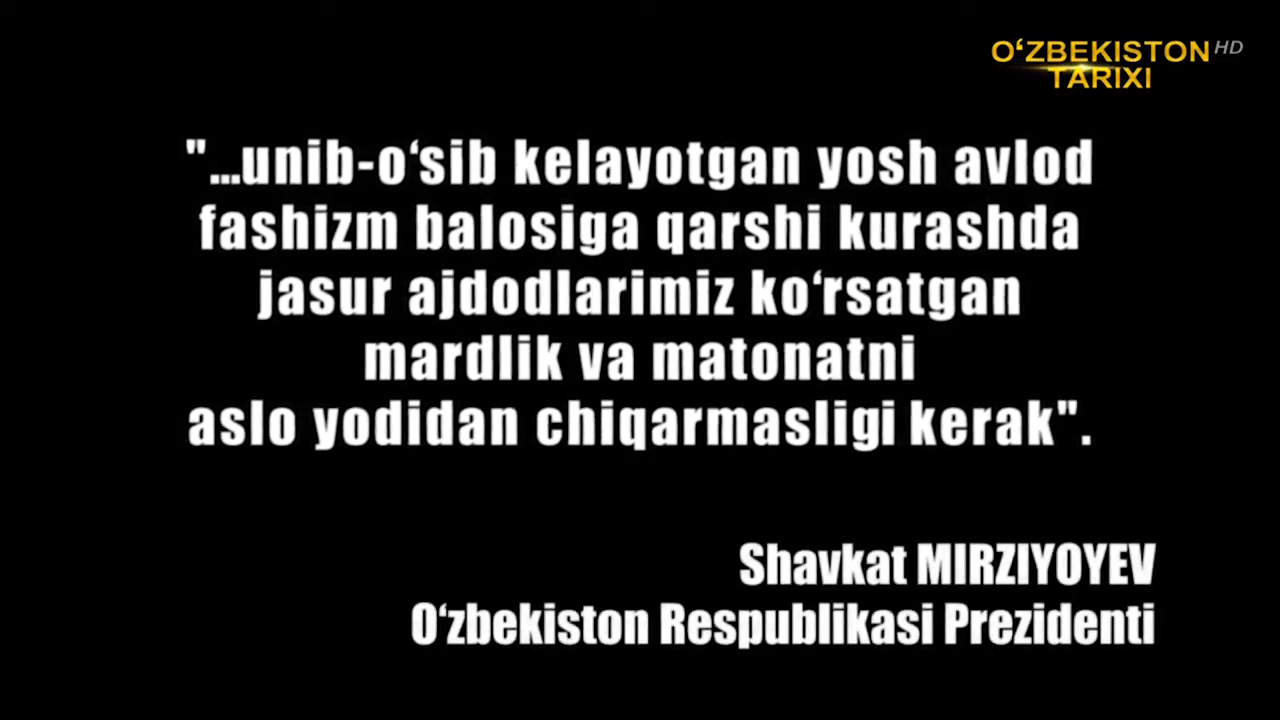 O‘ZBEKISTON HD
TARIXI
"...unib-o‘sib kelayotgan yosh avlod
fashizm balosiga qarshi kurashda
jasur ajdodlarimiz ko‘rsatgan
mardlik va matonatni
aslo yodidan chiqarmasligi kerak".
Shavkat MIRZIYOYEV
O‘zbekiston Respublikasi Prezidenti